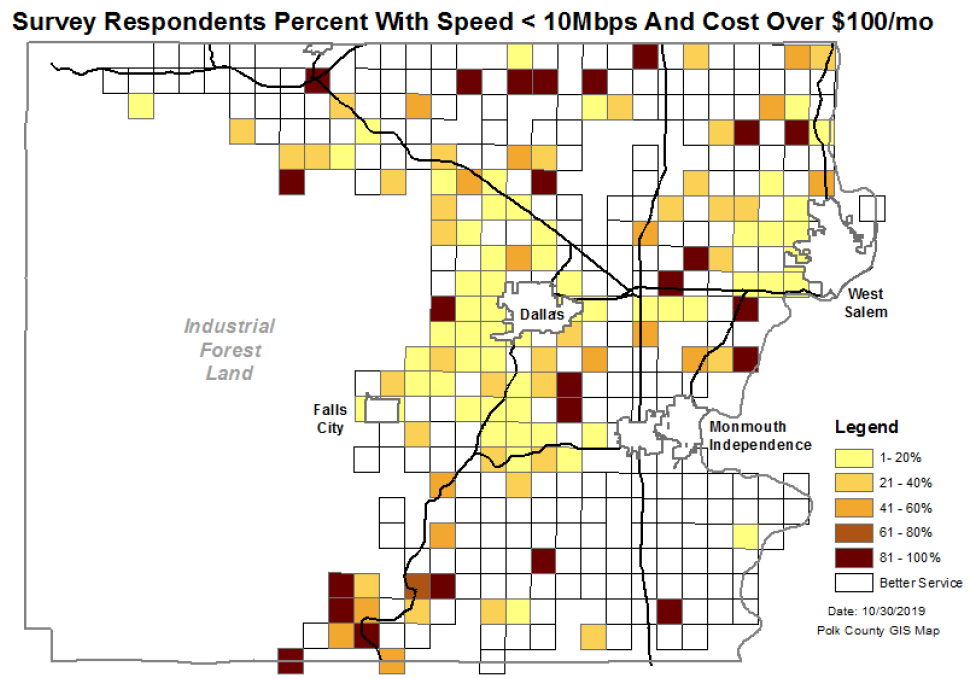 Survey Respondents Percent With Speed < 10Mbps And Cost Over $100/mo
West
Salem
Dallas
Industrial
Forest
Land
Falls
City
Monmouth
Independence
Legend
1- 20%
21 - 40%
41 - 60%
61 - 80%
81 - 100%
Better Service
Date: 10/30/2019
Polk County GIS Map